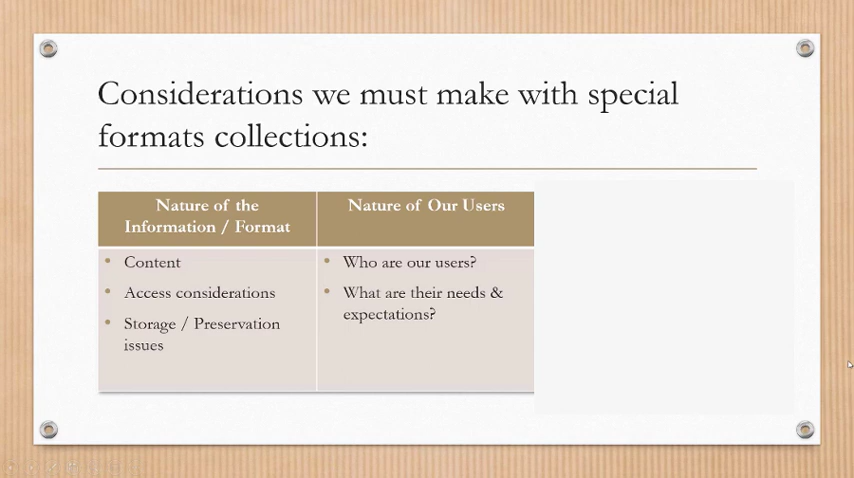 Considerations we must make with special
formats collections:
Nature of the
Information / Format
Nature of Our Users
• Content
• Access considerations
• Storage / Preservation
issues
• Who are our users?
• What are their needs &
expectations?